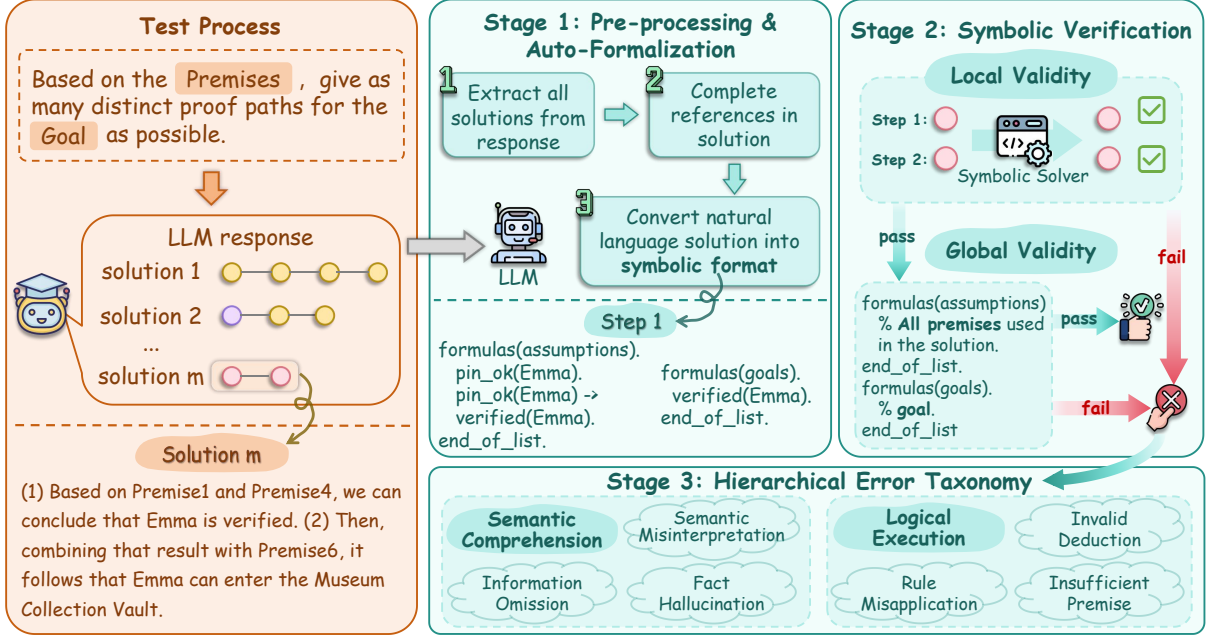 Test Process
Based on the Premises , give as
many distinct proof paths for the
Goal as possible.
LLM response
solution 1
solution 2
...
solution m
Solution m
(1) Based on Premise1 and Premise4, we can
conclude that Emma is verified. (2) Then,
combining that result with Premise6, it
follows that Emma can enter the Museum
Collection Vault.
Stage 1: Pre-processing &
Auto-Formalization
1
Extract all
solutions from
response
2
Complete
references in
solution
3
Convert natural
language solution into
symbolic format
LLM
Step 1
formulas(assumptions).
pin_ok(Emma).
pin_ok(Emma) ->
verified(Emma).
end_of_list.
formulas(goals).
verified(Emma).
end_of_list.
Stage 2: Symbolic Verification
Local Validity
Step 1:
Step 2:
</>
Symbolic Solver
pass
fail
Global Validity
formulas(assumptions)
% All premises used
in the solution.
end_of_list.
formulas(goals).
% goal.
end_of_list
pass
fail
Stage 3: Hierarchical Error Taxonomy
Semantic
Comprehension
Semantic
Misinterpretation
Information
Omission
Fact
Hallucination
Logical
Execution
Invalid
Deduction
Rule
Misapplication
Insufficient
Premise